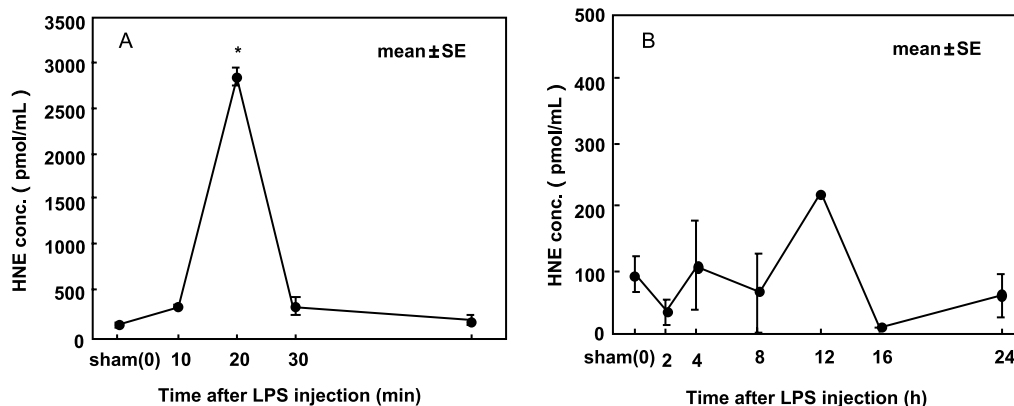 A
mean±SE
*
3500
3000
2500
2000
1500
1000
500
0
HNE conc. ( pmol/mL)
sham(0) 10 20 30
Time after LPS injection (min)
B
mean±SE
500
400
300
200
100
0
HNE conc. ( pmol/mL)
sham(0) 2 4 8 12 16 24
Time after LPS injection (h)